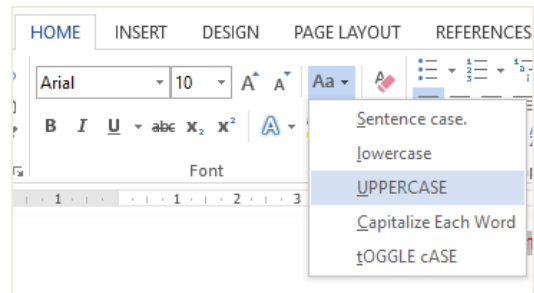 HOME INSERT DESIGN PAGE LAYOUT REFERENCES
Arial 10 A A Aa
B I U abc X₂ X² A
Font
1 1 2 3
Sentence case.
lowercase
UPPERCASE
Capitalize Each Word
tOGGLE cASE